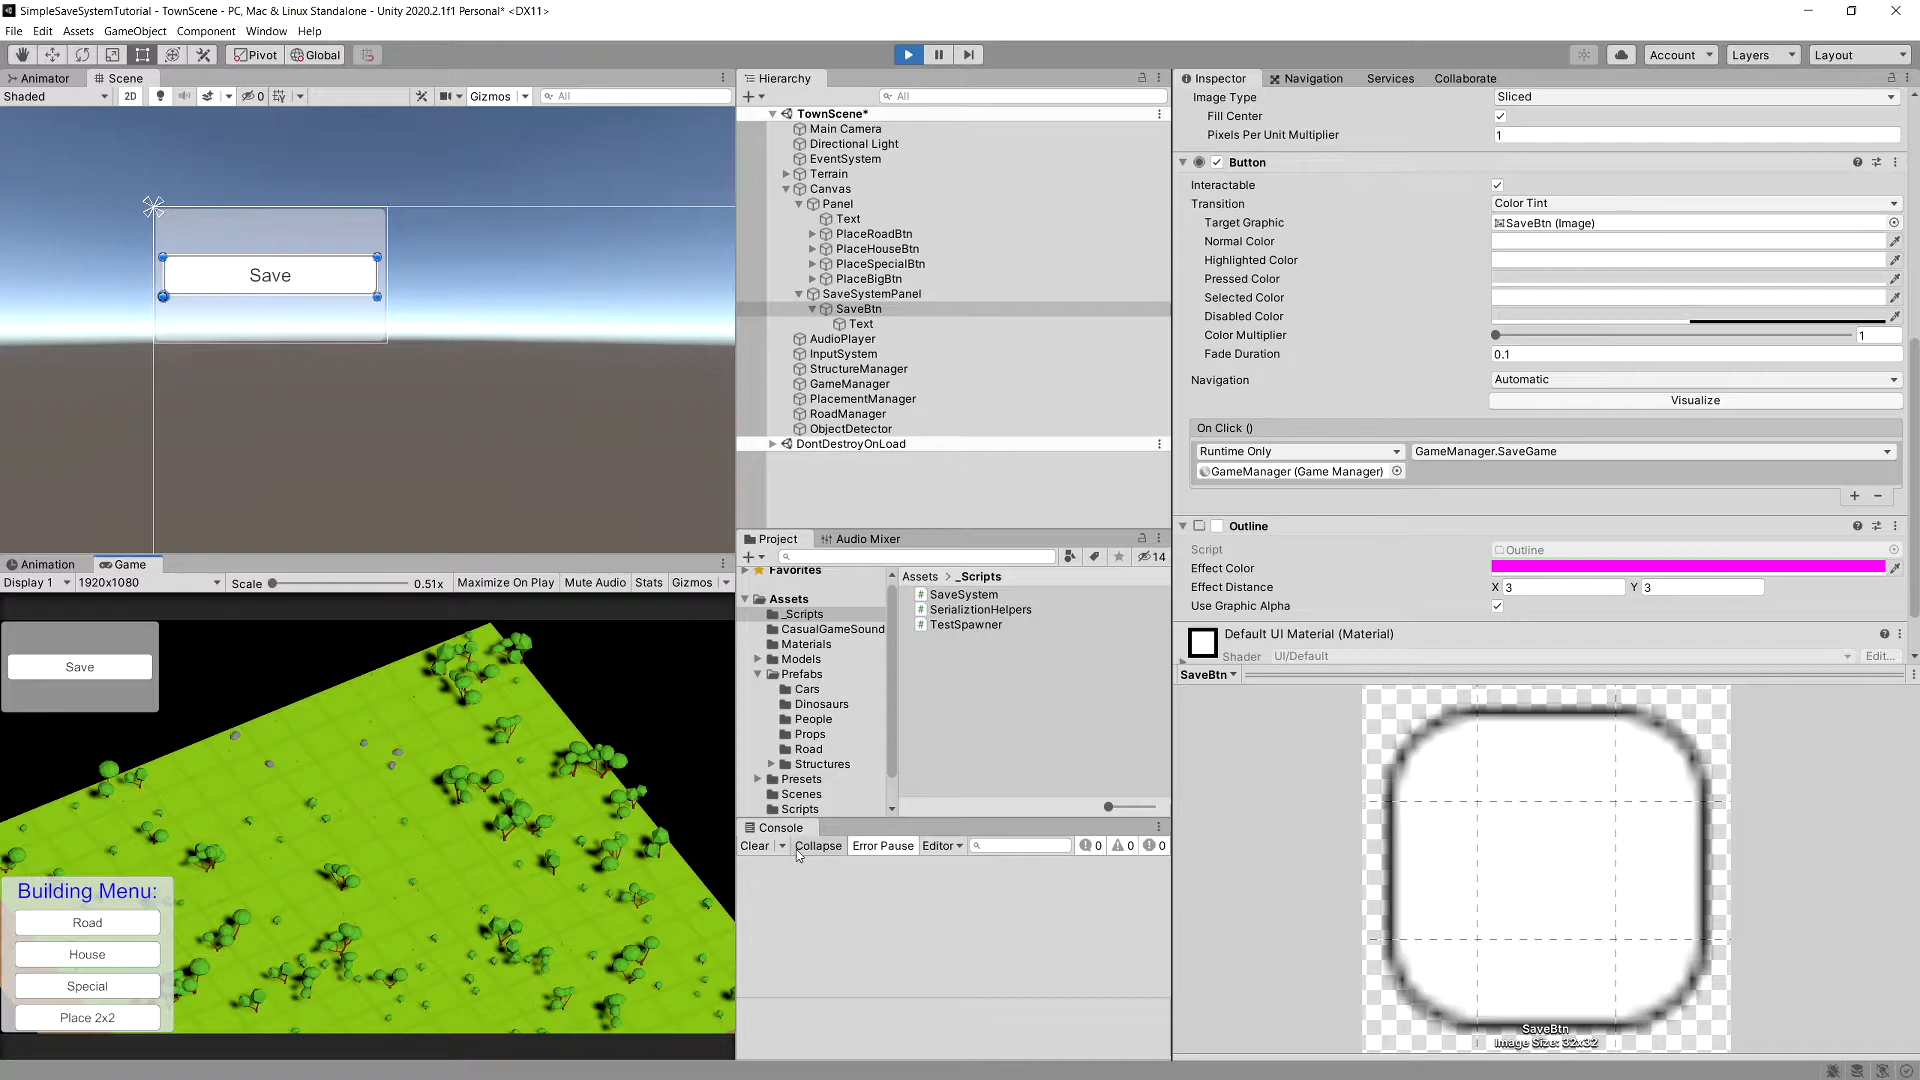 SimpleSaveSystemTutorial - TownScene - PC, Mac & Linux Standalone - Unity 2020.2.1f1 Personal* <DX11>
File Edit Assets GameObject Component Window Help
Pivot Global Account Layers Layout
Animator Scene
Shaded 2D 0 Gizmos All
Save
Animation Game
Display 1 1920x1080 Scale 0.51x Maximize On Play Mute Audio Stats Gizmos
Save
Building Menu:
Road
House
Special
Place 2x2
Hierarchy
All
TownScene*
Main Camera
Directional Light
EventSystem
Terrain
Canvas
Panel
Text
PlaceRoadBtn
PlaceHouseBtn
PlaceSpecialBtn
PlaceBigBtn
SaveSystemPanel
SaveBtn
Text
AudioPlayer
InputSystem
StructureManager
GameManager
PlacementManager
RoadManager
ObjectDetector
DontDestroyOnLoad
Project Audio Mixer
14
Favorites
Assets
_Scripts
CasualGameSound
Materials
Models
Prefabs
Cars
Dinosaurs
People
Props
Road
Structures
Presets
Scenes
Scripts
Assets > _Scripts
SaveSystem
SerializtionHelpers
TestSpawner
Console
Clear Collapse Error Pause Editor 0 0 0
Inspector Navigation Services Collaborate
Image Type Sliced
Fill Center
Pixels Per Unit Multiplier 1
Button
Interactable
Transition Color Tint
Target Graphic SaveBtn (Image)
Normal Color
Highlighted Color
Pressed Color
Selected Color
Disabled Color
Color Multiplier 1
Fade Duration 0.1
Navigation Automatic
Visualize
On Click ()
Runtime Only GameManager.SaveGame
GameManager (Game Manager)
Outline
Script Outline
Effect Color
Effect Distance X 3 Y 3
Use Graphic Alpha
Default UI Material (Material)
Shader UI/Default Edit...
SaveBtn
SaveBtn
Image Size: 32x32